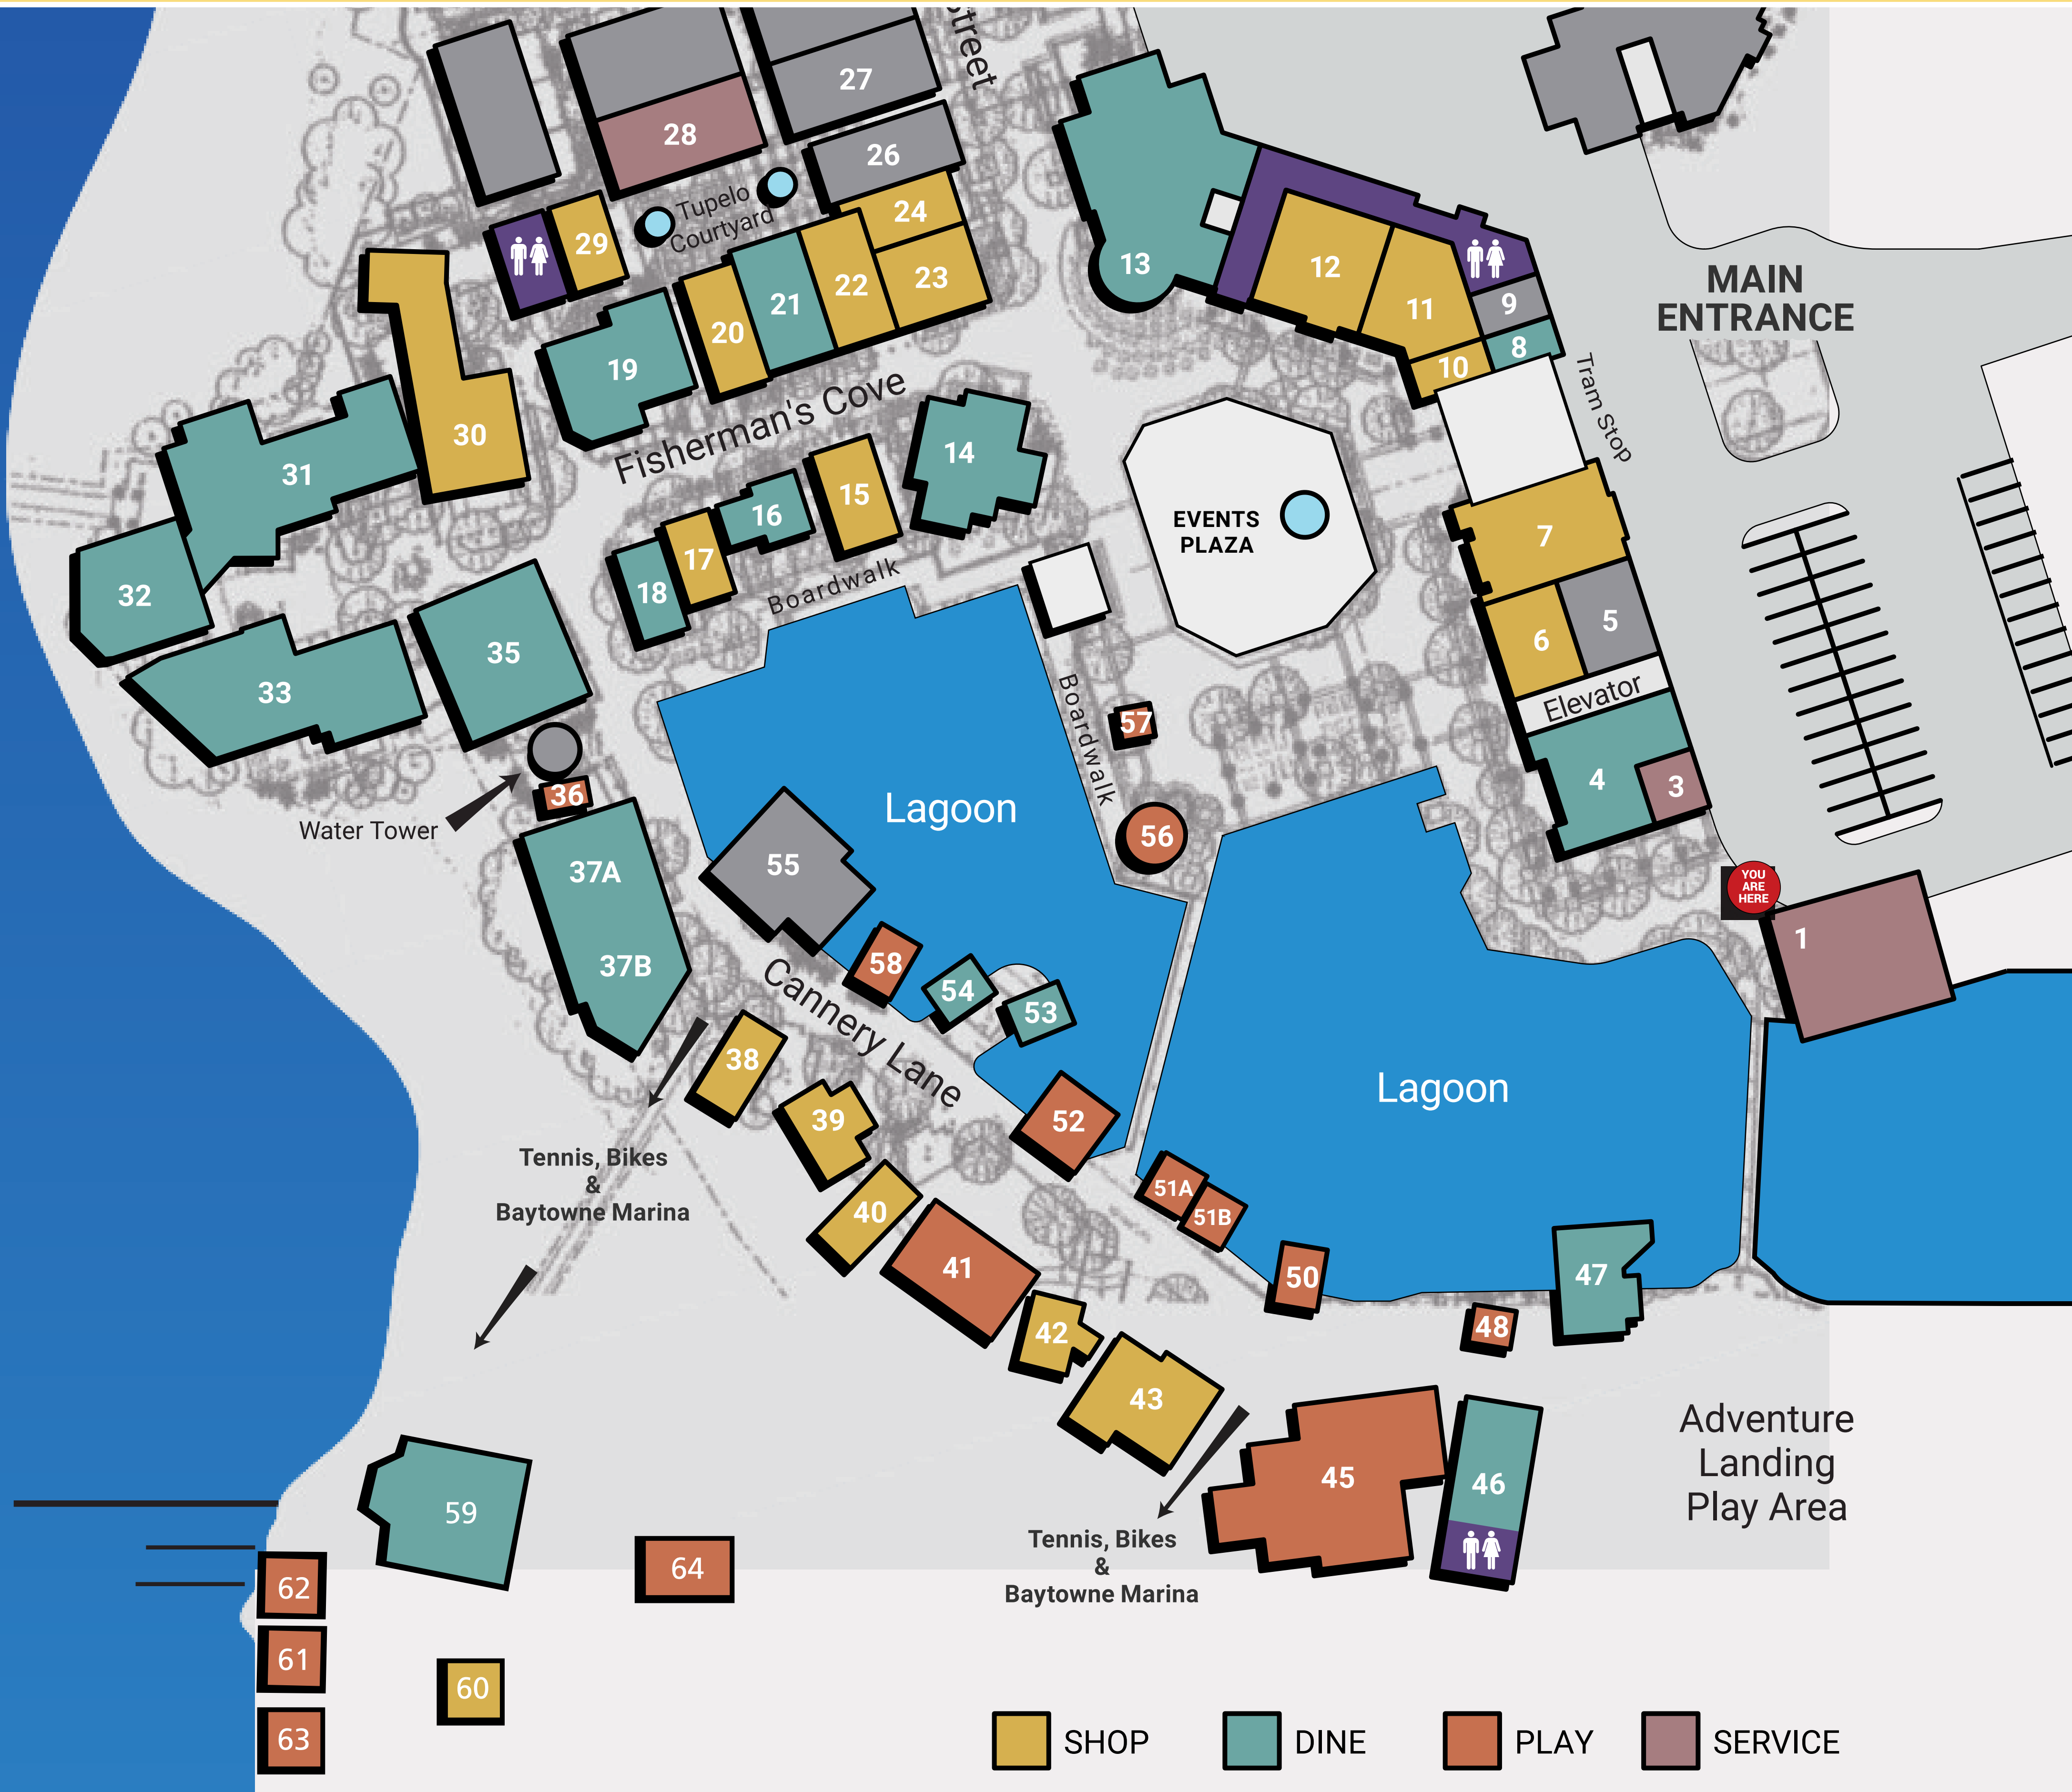 Street
27
28
26
Tupelo
Courtyard
24
29
23
22
21
20
19
13
12
11
9
8
10
MAIN
ENTRANCE
Tram Stop
Fisherman's Cove
30
31
32
33
35
14
15
16
17
18
Boardwalk
EVENTS
PLAZA
7
6
5
Elevator
4
3
Boardwalk
57
56
YOU
ARE
HERE
1
Water Tower
36
37A
37B
Lagoon
55
58
54
53
Cannery Lane
52
Lagoon
38
39
40
41
42
43
51A
51B
50
48
47
Tennis, Bikes
&
Baytowne Marina
45
46
Adventure
Landing
Play Area
Tennis, Bikes
&
Baytowne Marina
59
64
62
61
63
60
SHOP
DINE
PLAY
SERVICE